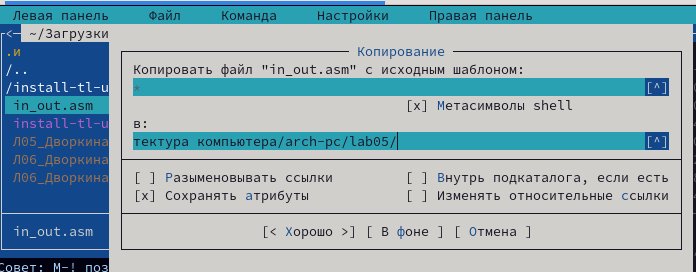 Левая панель Файл Команда Настройки Правая панель
~/Загрузки
.и
/..
/install-tl-u
in_out.asm
install-tl-u
Л05_Дворкина
Л06_Дворкина
Л06_Дворкина
in_out.asm
Совет: M-! поз
Копирование
Копировать файл "in_out.asm" с исходным шаблоном:
* [^]
[x] Метасимволы shell
в:
тектура компьютера/arch-pc/lab05/ [^]
[ ] Разыменовывать ссылки [ ] Внутрь подкаталога, если есть
[x] Сохранять атрибуты [ ] Изменять относительные ссылки
[< Хорошо >] [ В фоне ] [ Отмена ]